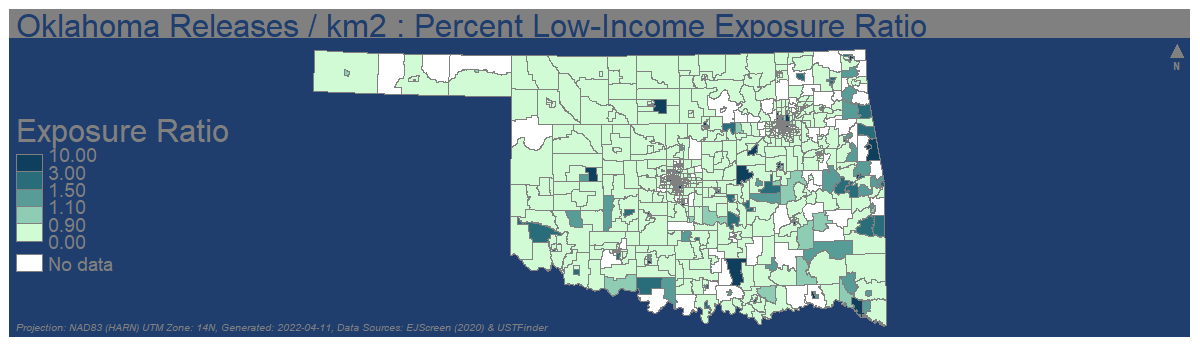 Oklahoma Releases / km2 : Percent Low-Income Exposure Ratio
N
Exposure Ratio
10.00
3.00
1.50
1.10
0.90
0.00
No data
Projection: NAD83 (HARN) UTM Zone: 14N, Generated: 2022-04-11, Data Sources: EJScreen (2020) & USTFinder